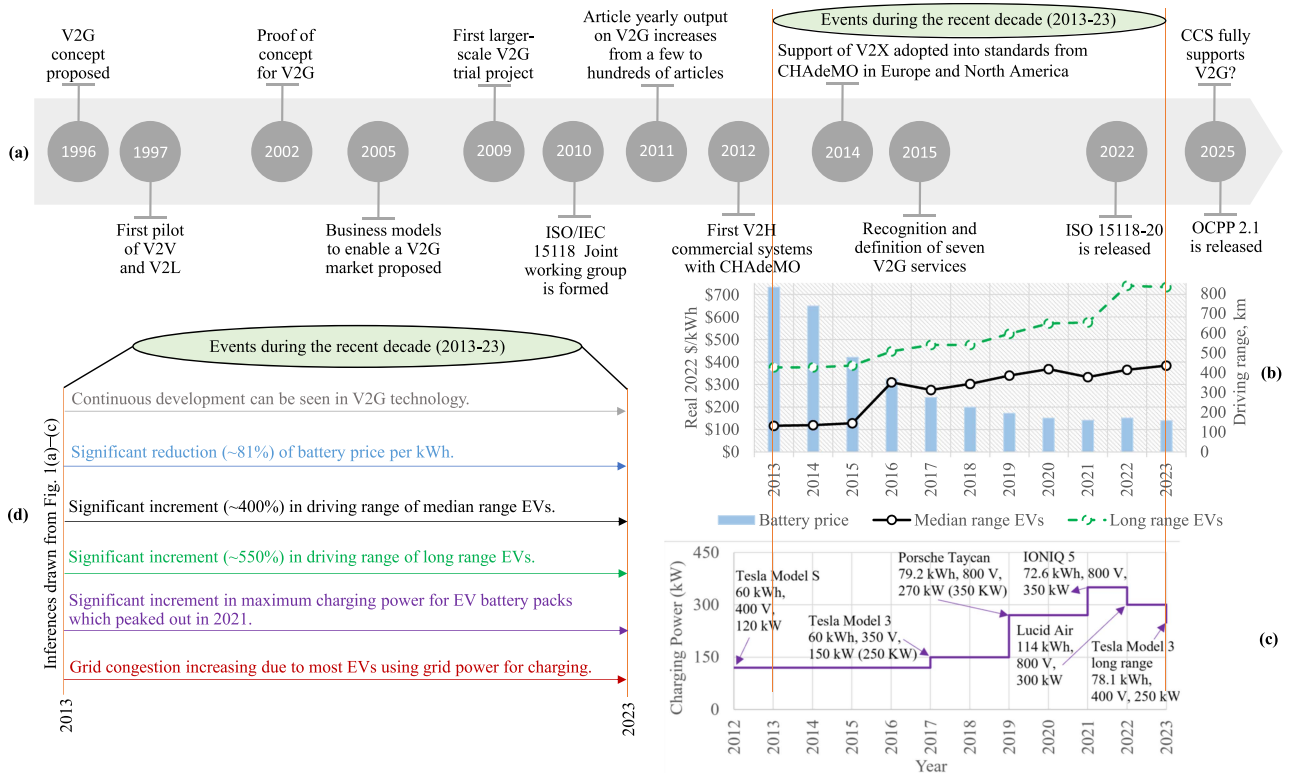 V2G
concept
proposed
Proof of
concept
for V2G
First larger-
scale V2G
trial project
Article yearly output
on V2G increases
from a few to
hundreds of articles
Events during the recent decade (2013-23)
Support of V2X adopted into standards from
CHAdeMO in Europe and North America
CCS fully
supports
V2G?
(a)
1996
1997
2002
2005
2009
2010
2011
2012
2014
2015
2022
2025
First pilot
of V2V
and V2L
Business models
to enable a V2G
market proposed
ISO/IEC
15118 Joint
working group
is formed
First V2H
commercial systems
with CHAdeMO
Recognition and
definition of seven
V2G services
ISO 15118-20
is released
OCPP 2.1
is released
Real 2022 $/kWh
$700
$600
$500
$400
$300
$200
$100
$0
800
700
600
500
400
300
200
100
0
Driving range, km
(b)
2013
2014
2015
2016
2017
2018
2019
2020
2021
2022
2023
Battery price
Median range EVs
Long range EVs
Charging Power (kW)
450
300
150
0
Tesla Model S
60 kWh,
400 V,
120 kW
Tesla Model 3
60 kWh, 350 V,
150 kW (250 KW)
Porsche Taycan
79.2 kWh, 800 V,
270 kW (350 KW)
IONIQ 5
72.6 kWh, 800 V,
350 kW
Lucid Air
114 kWh,
800 V,
300 kW
Tesla Model 3
long range
78.1 kWh,
400 V, 250 kW
(c)
2012
2013
2014
2015
2016
2017
2018
2019
2020
2021
2022
2023
Year
Events during the recent decade (2013-23)
(d)
Inferences drawn from Fig. 1(a)–(c)
Continuous development can be seen in V2G technology.
Significant reduction (~81%) of battery price per kWh.
Significant increment (~400%) in driving range of median range EVs.
Significant increment (~550%) in driving range of long range EVs.
Significant increment in maximum charging power for EV battery packs
which peaked out in 2021.
Grid congestion increasing due to most EVs using grid power for charging.
2013
2023